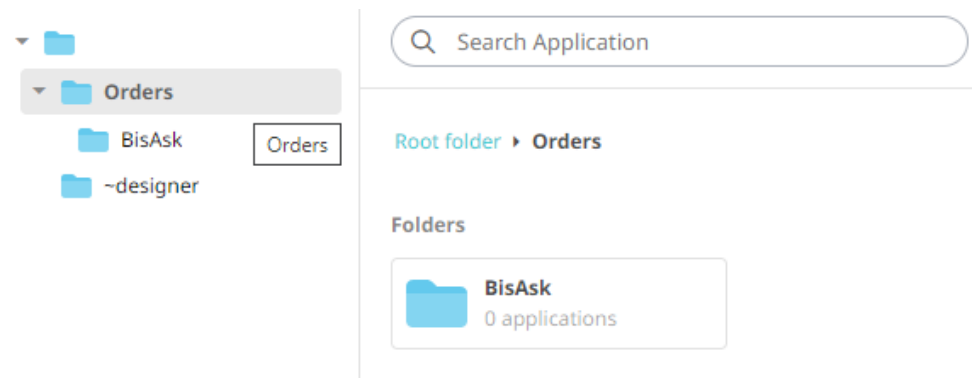 Orders
BisAsk
Orders
~designer
Search Application
Root folder ▸ Orders
Folders
BisAsk
0 applications